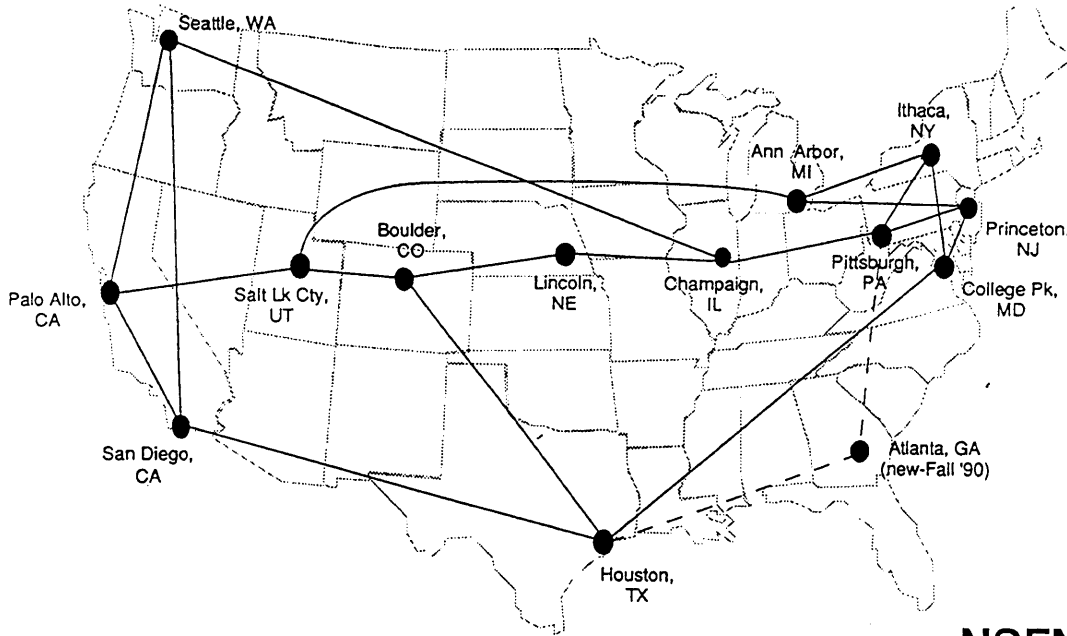 Seattle, WA
Ithaca,
NY
Ann Arbor,
MI
Boulder,
CO
Princeton,
NJ
Palo Alto,
CA
Salt Lk Cty,
UT
Lincoln,
NE
Champaign,
IL
Pittsburgh,
PA
College Pk,
MD
San Diego,
CA
Atlanta, GA
(new-Fall '90)
Houston,
TX